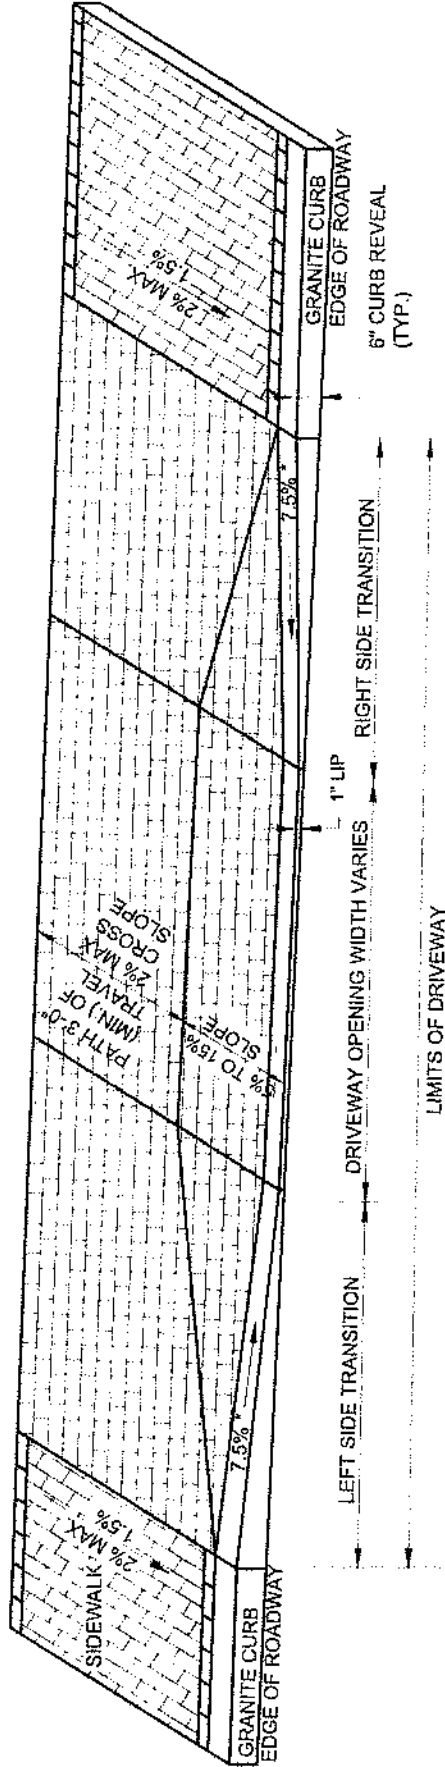 SIDEWALK
2% MAX
1.5%
GRANITE CURB
EDGE OF ROADWAY
7.5% *
LEFT SIDE TRANSITION
PATH 3'-0"
(MIN.) OF
TRAVEL
2% MAX
CROSS
SLOPE
5% TO 15%
SLOPE
DRIVEWAY OPENING WIDTH VARIES
1" LIP
LIMITS OF DRIVEWAY
7.5% *
RIGHT SIDE TRANSITION
2% MAX
1.5%
GRANITE CURB
EDGE OF ROADWAY
6" CURB REVEAL
(TYP.)